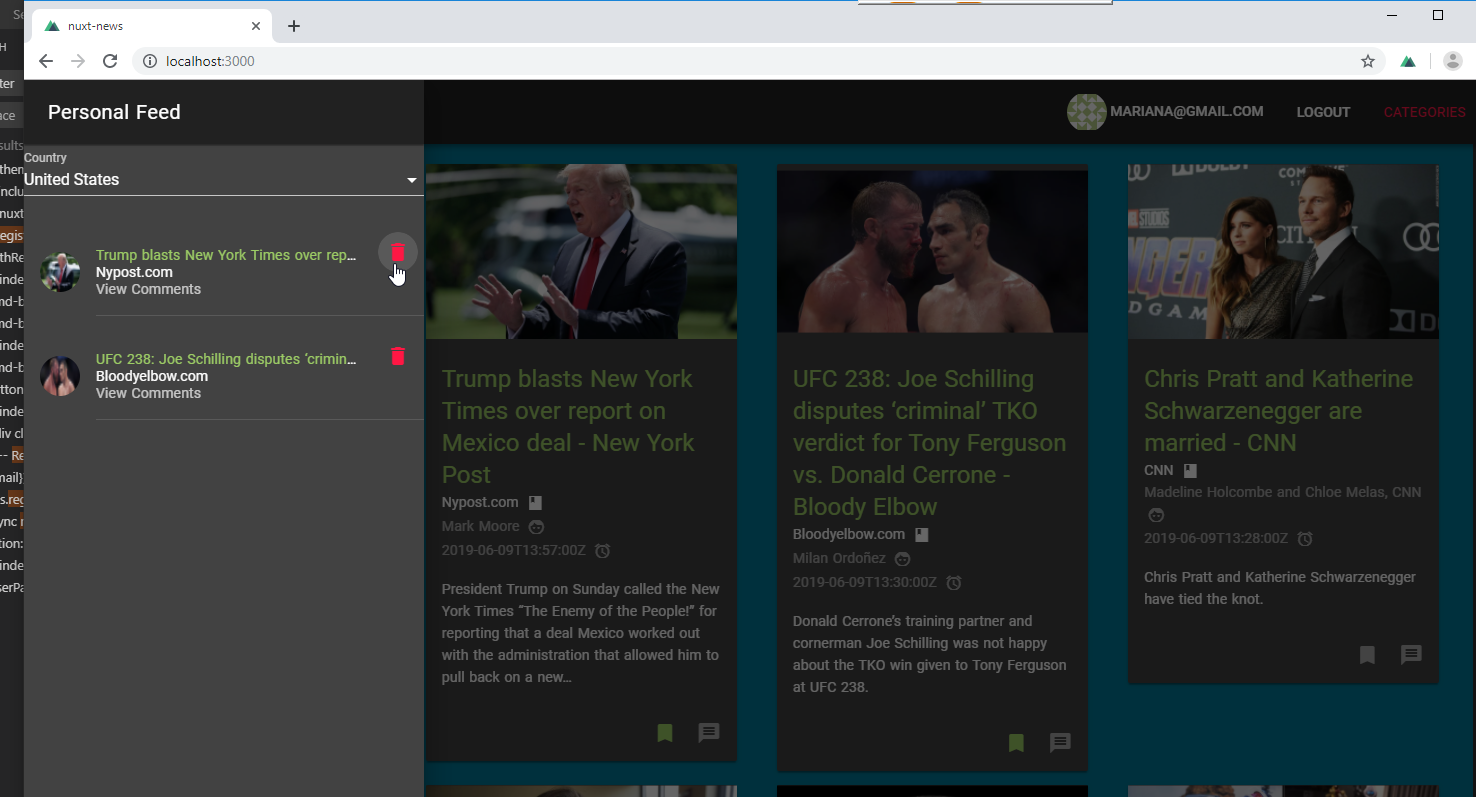 nuxt-news
localhost:3000
Personal Feed
MARIANA@GMAIL.COM
LOGOUT
CATEGORIES
Country
United States
Trump blasts New York Times over rep...
Nypost.com
View Comments
UFC 238: Joe Schilling disputes ‘crimin...
Bloodyelbow.com
View Comments
Trump blasts New York
Times over report on
Mexico deal - New York
Post
Nypost.com
Mark Moore
2019-06-09T13:57:00Z
President Trump on Sunday called the New
York Times “The Enemy of the People!” for
reporting that a deal Mexico worked out
with the administration that allowed him to
pull back on a new…
UFC 238: Joe Schilling
disputes ‘criminal’ TKO
verdict for Tony Ferguson
vs. Donald Cerrone -
Bloody Elbow
Bloodyelbow.com
Milan Ordoñez
2019-06-09T13:30:00Z
Donald Cerrone’s training partner and
cornerman Joe Schilling was not happy
about the TKO win given to Tony Ferguson
at UFC 238.
Chris Pratt and Katherine
Schwarzenegger are
married - CNN
CNN
Madeline Holcombe and Chloe Melas, CNN
2019-06-09T13:28:00Z
Chris Pratt and Katherine Schwarzenegger
have tied the knot.